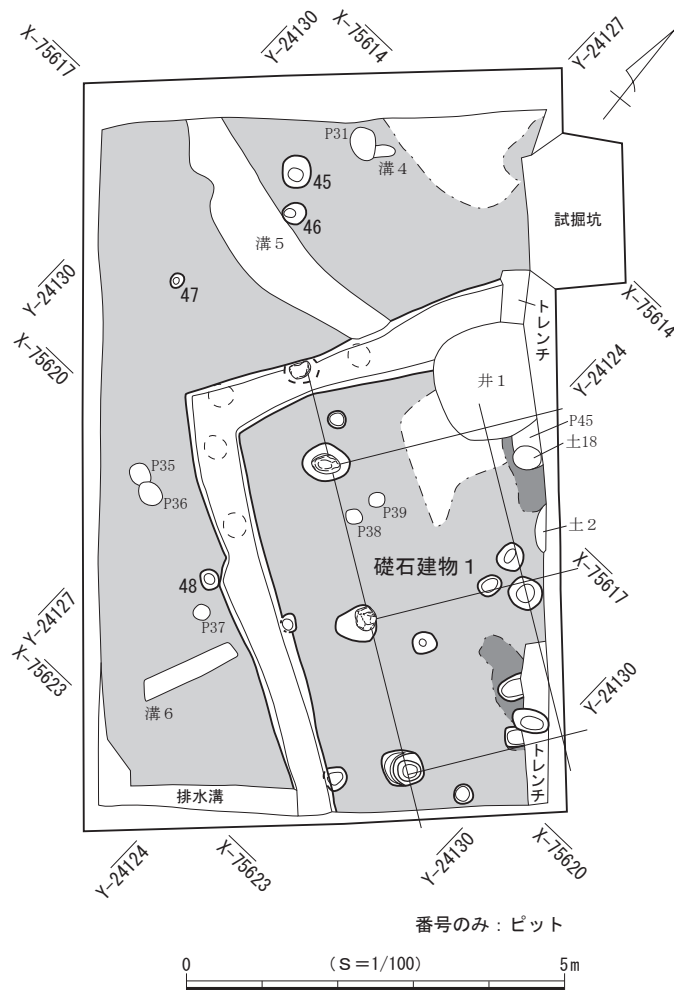 X-75617
Y-24130
X-75614
Y-24127
P31
溝4
45
46
溝5
試掘坑
47
Y-24130
X-75620
トレンチ
X-75614
Y-24124
井1
P45
土18
P35
P36
P39
P38
土2
礎石建物1
X-75617
48
P37
Y-24127
X-75623
Y-24130
溝6
トレンチ
排水溝
Y-24124
X-75623
Y-24130
X-75620
番号のみ：ピット
0 (S＝1/100) 5m